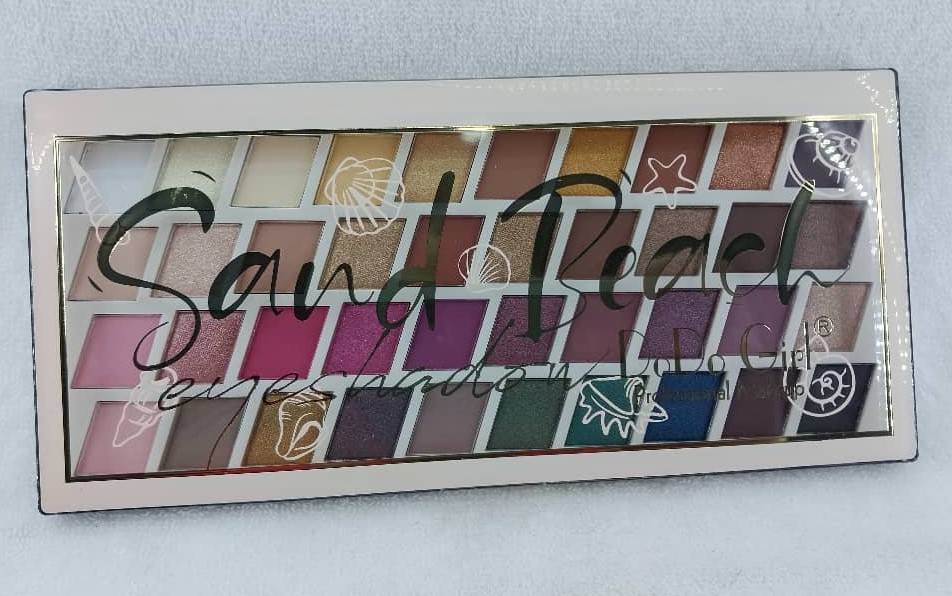 Sand Beach
eyeshadow
DoDo Girl®
Professional Makeup